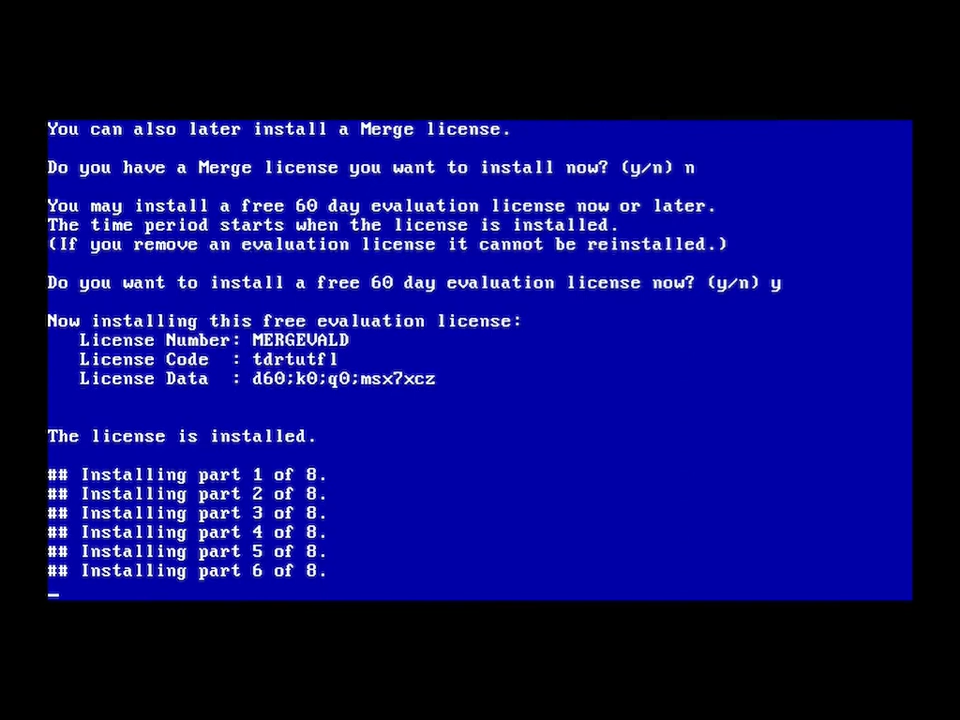 You can also later install a Merge license.
Do you have a Merge license you want to install now? (y/n) n
You may install a free 60 day evaluation license now or later.
The time period starts when the license is installed.
(If you remove an evaluation license it cannot be reinstalled.)
Do you want to install a free 60 day evaluation license now? (y/n) y
Now installing this free evaluation license:
License Number: MERGEVALD
License Code  : tdrtutfl
License Data  : d60;k0;q0;msx7xcz
The license is installed.
## Installing part 1 of 8.
## Installing part 2 of 8.
## Installing part 3 of 8.
## Installing part 4 of 8.
## Installing part 5 of 8.
## Installing part 6 of 8.